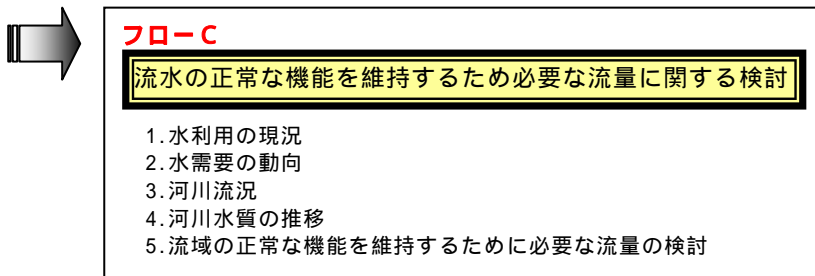 フローC
流水の正常な機能を維持するため必要な流量に関する検討
1.水利用の現況
2.水需要の動向
3.河川流況
4.河川水質の推移
5.流域の正常な機能を維持するために必要な流量の検討